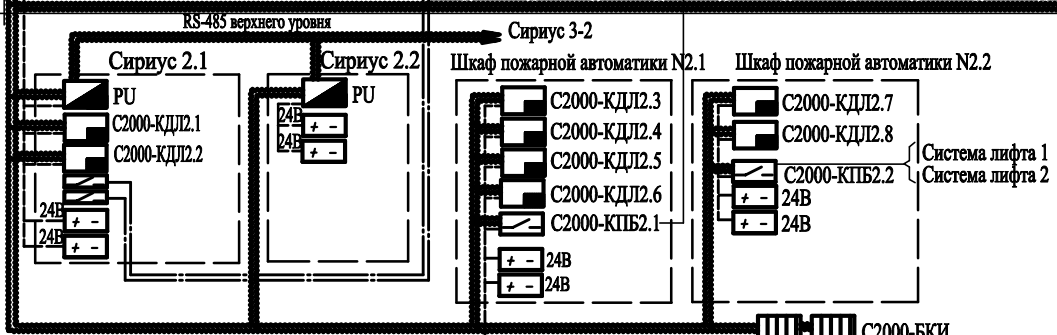 RS-485 верхнего уровня
Сириус 3-2
Сириус 2.1
PU
С2000-КДЛ2.1
С2000-КДЛ2.2
24В
+ -
24В
+ -
Сириус 2.2
PU
24В
+ -
24В
+ -
Шкаф пожарной автоматики N2.1
С2000-КДЛ2.3
С2000-КДЛ2.4
С2000-КДЛ2.5
С2000-КДЛ2.6
С2000-КПБ2.1
+ - 24В
+ - 24В
Шкаф пожарной автоматики N2.2
С2000-КДЛ2.7
С2000-КДЛ2.8
С2000-КПБ2.2
Система лифта 1
Система лифта 2
+ - 24В
+ - 24В
С2000-БКИ